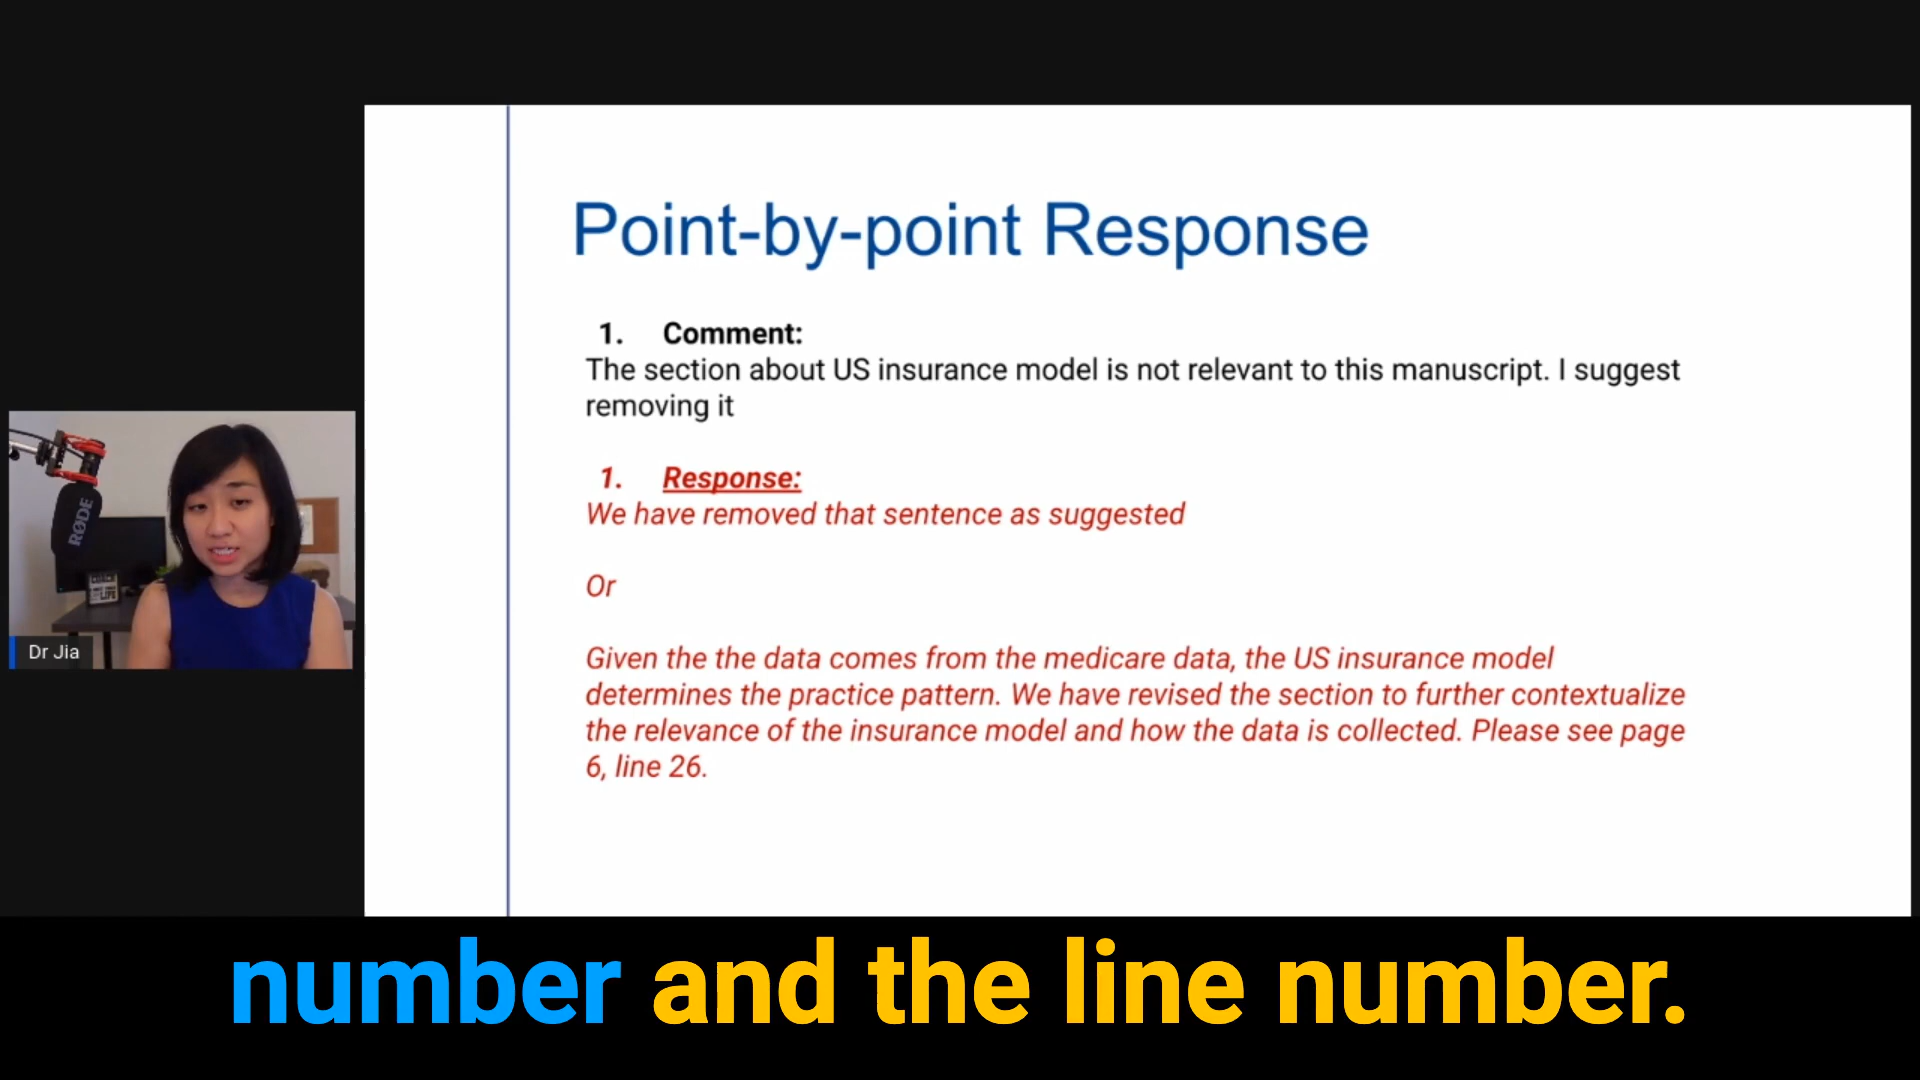 Point-by-point Response
1. Comment:
The section about US insurance model is not relevant to this manuscript. I suggest
removing it
1. Response:
We have removed that sentence as suggested
Or
Given the the data comes from the medicare data, the US insurance model
determines the practice pattern. We have revised the section to further contextualize
the relevance of the insurance model and how the data is collected. Please see page
6, line 26.
RØDE
COACH
LIFE
Dr Jia
number and the line number.